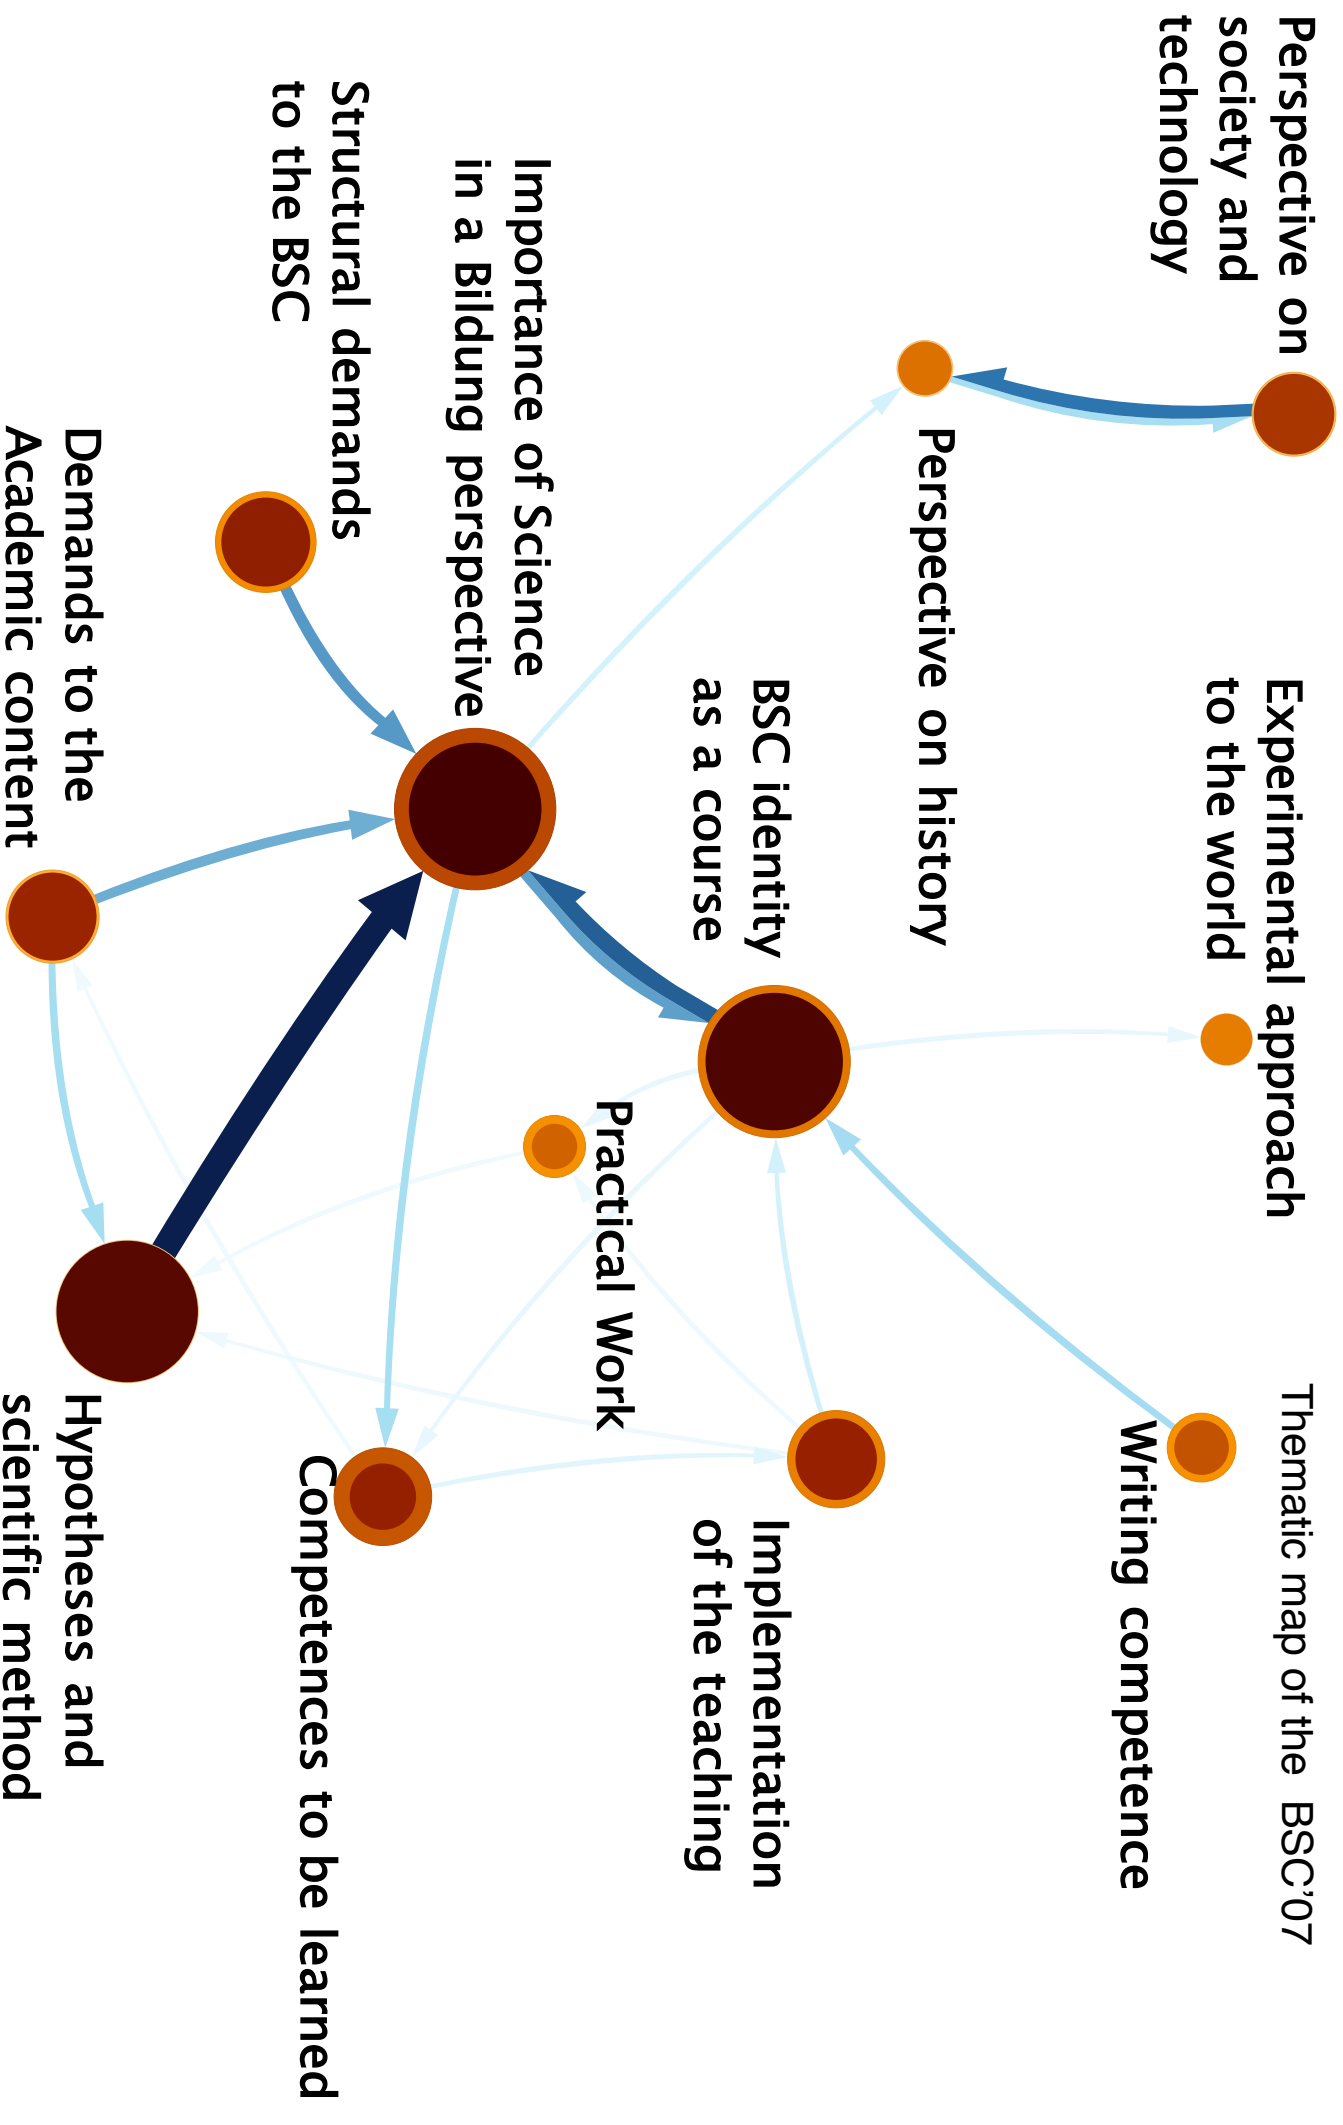 Thematic map of the BSC'07
Perspective on
society and
technology
Experimental approach
to the world
Writing competence
Perspective on history
BSC identity
as a course
Implementation
of the teaching
Practical Work
Importance of Science
in a Bildung perspective
Structural demands
to the BSC
Competences to be learned
Demands to the
Academic content
Hypotheses and
scientific method